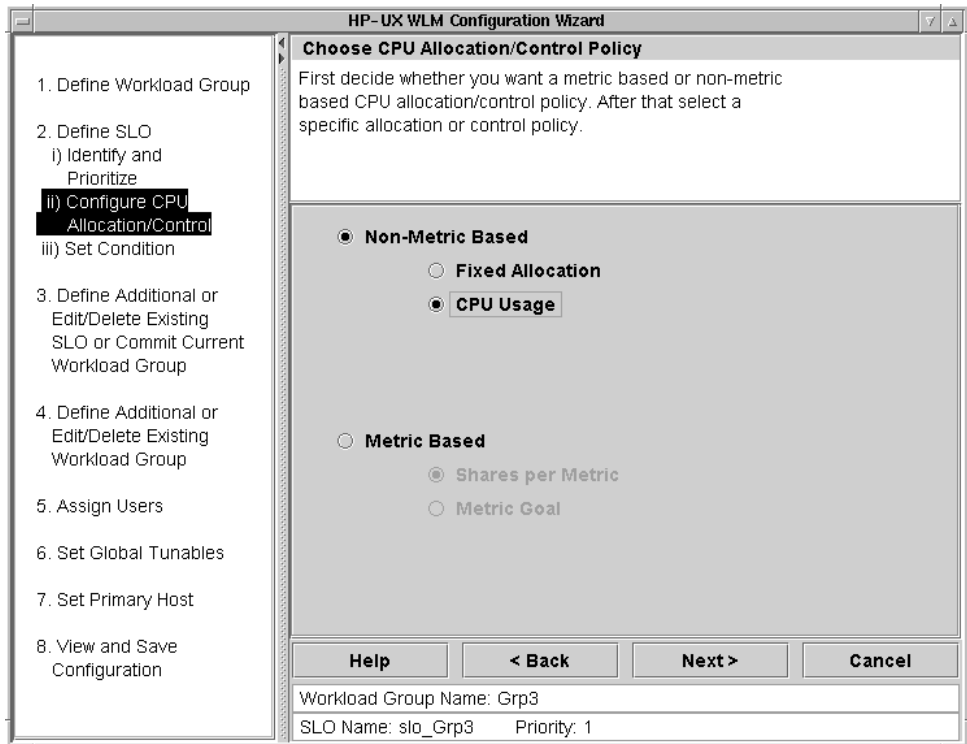 HP-UX WLM Configuration Wizard
1. Define Workload Group
2. Define SLO
i) Identify and
Prioritize
ii) Configure CPU
Allocation/Control
iii) Set Condition
3. Define Additional or
Edit/Delete Existing
SLO or Commit Current
Workload Group
4. Define Additional or
Edit/Delete Existing
Workload Group
5. Assign Users
6. Set Global Tunables
7. Set Primary Host
8. View and Save
Configuration
Choose CPU Allocation/Control Policy
First decide whether you want a metric based or non-metric
based CPU allocation/control policy. After that select a
specific allocation or control policy.
Non-Metric Based
Fixed Allocation
CPU Usage
Metric Based
Shares per Metric
Metric Goal
Help < Back Next > Cancel
Workload Group Name: Grp3
SLO Name: slo_Grp3 Priority: 1